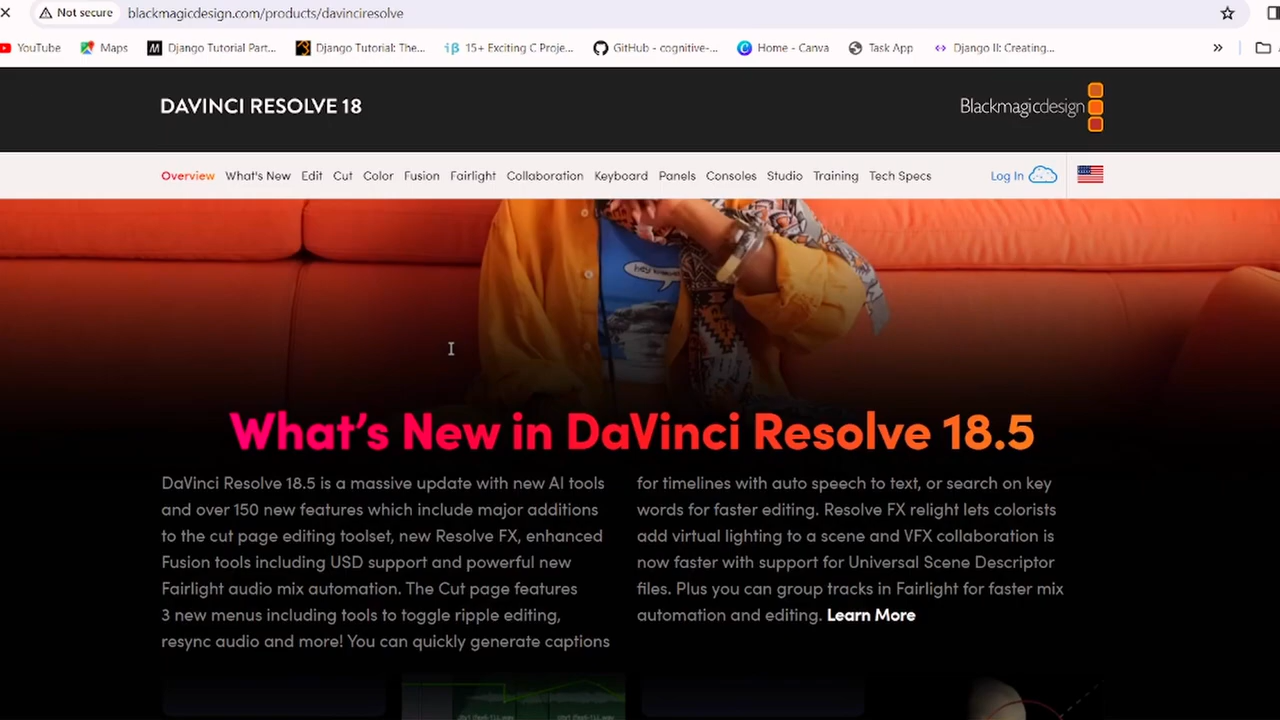 Not secure
blackmagicdesign.com/products/davinciresolve
YouTube
Maps
Django Tutorial Part...
Django Tutorial: The...
15+ Exciting C Proje...
GitHub - cognitive-...
Home - Canva
Task App
Django II: Creating...
DAVINCI RESOLVE 18
Blackmagicdesign
Overview What's New Edit Cut Color Fusion Fairlight Collaboration Keyboard Panels Consoles Studio Training Tech Specs
Log In
What's New in DaVinci Resolve 18.5
DaVinci Resolve 18.5 is a massive update with new AI tools
and over 150 new features which include major additions
to the cut page editing toolset, new Resolve FX, enhanced
Fusion tools including USD support and powerful new
Fairlight audio mix automation. The Cut page features
3 new menus including tools to toggle ripple editing,
resync audio and more! You can quickly generate captions
for timelines with auto speech to text, or search on key
words for faster editing. Resolve FX relight lets colorists
add virtual lighting to a scene and VFX collaboration is
now faster with support for Universal Scene Descriptor
files. Plus you can group tracks in Fairlight for faster mix
automation and editing. Learn More